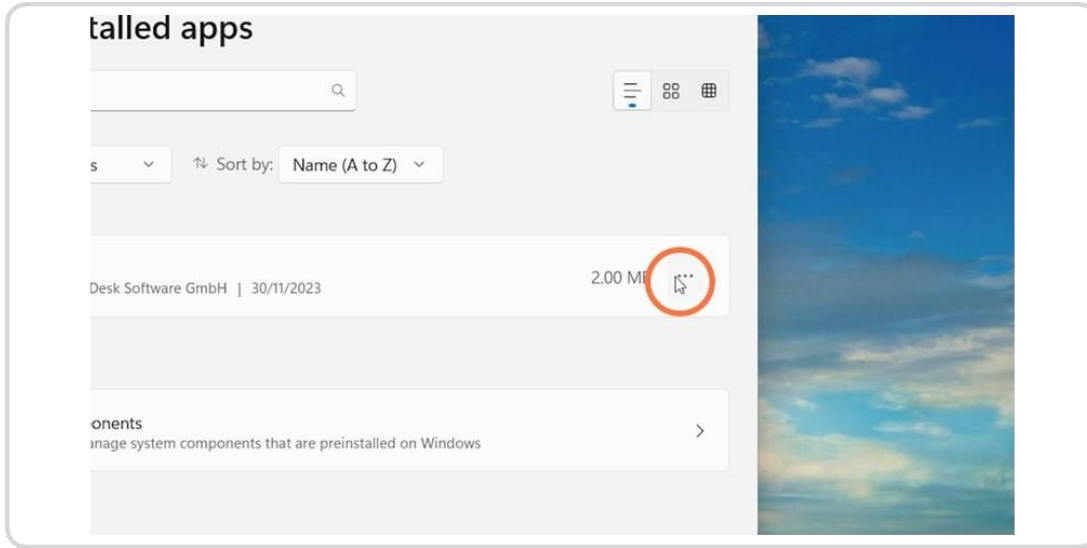 talled apps
s
Sort by: Name (A to Z)
Desk Software GmbH | 30/11/2023
2.00 M
onents
anage system components that are preinstalled on Windows